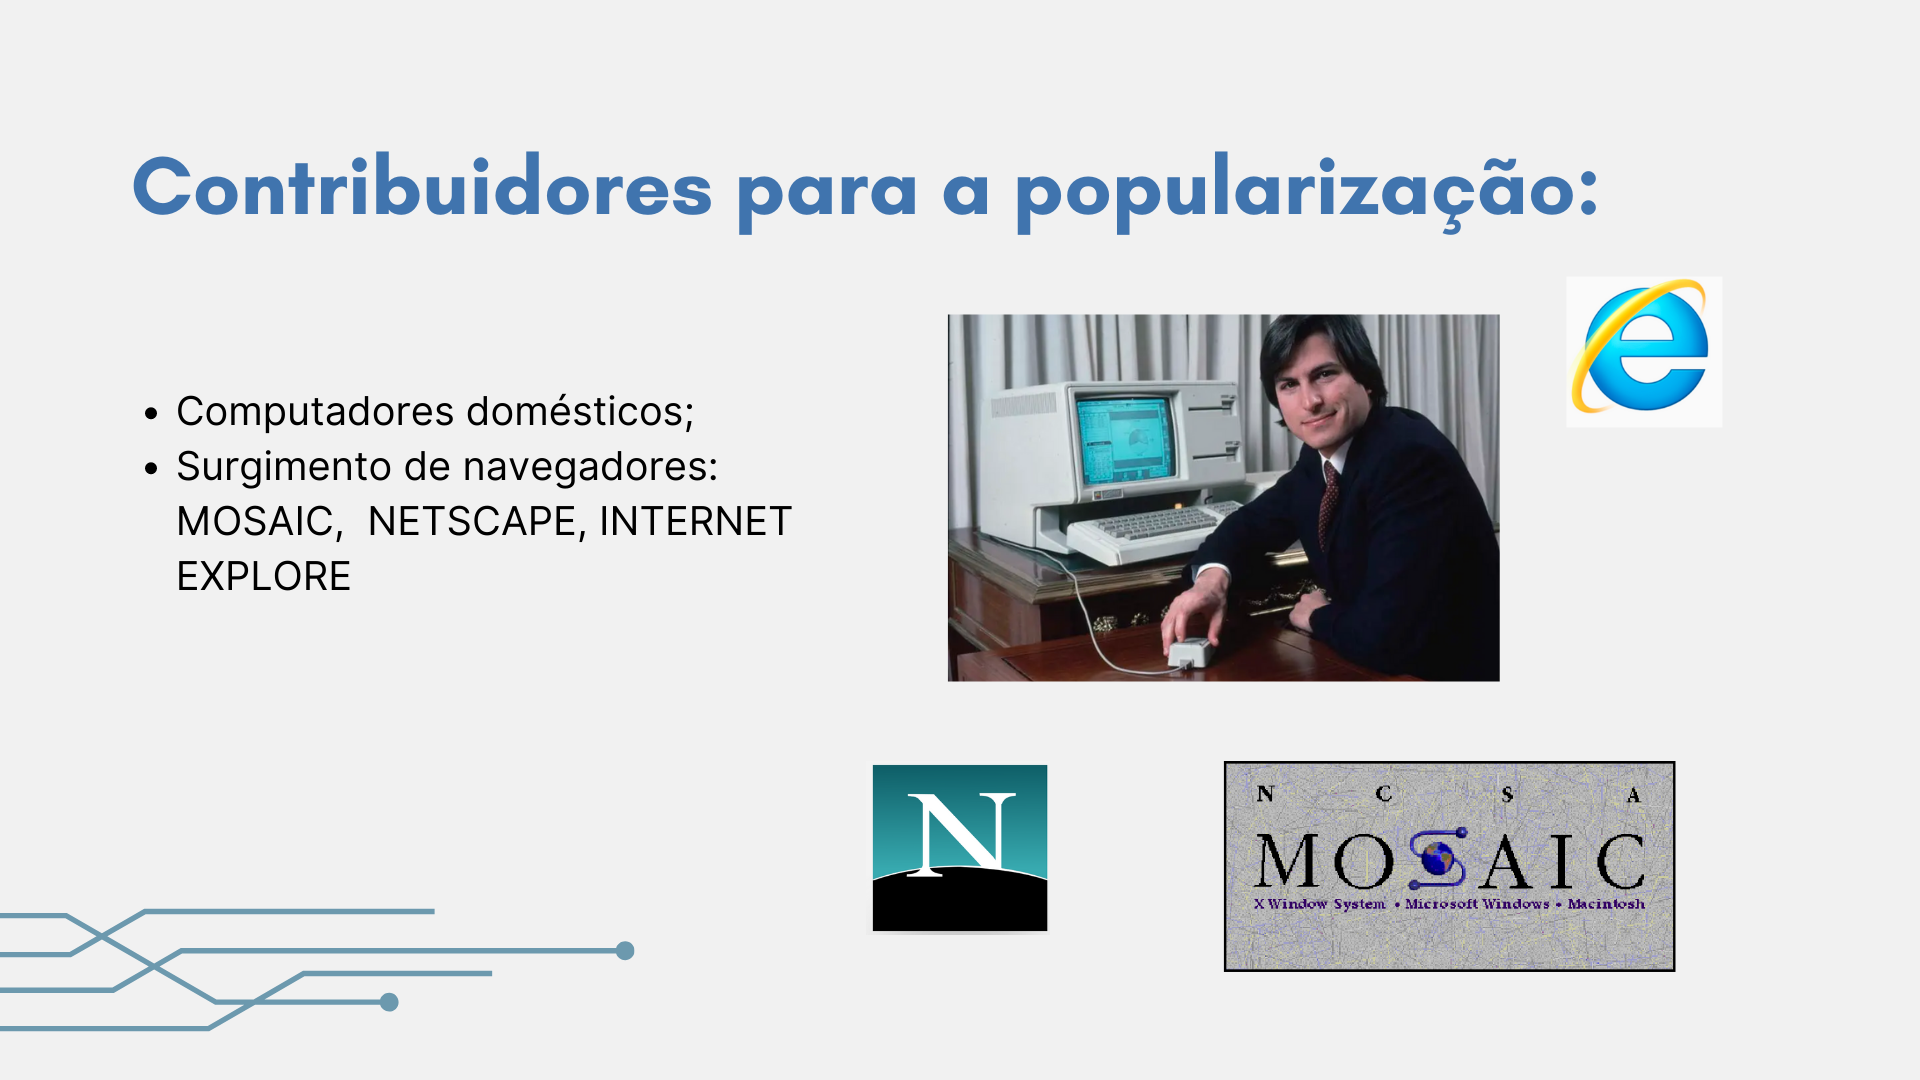 Contribuidores para a popularização:
• Computadores domésticos;
• Surgimento de navegadores:
MOSAIC,  NETSCAPE, INTERNET
EXPLORE
N
N C S A
MOSAIC
X Window System • Microsoft Windows • Macintosh